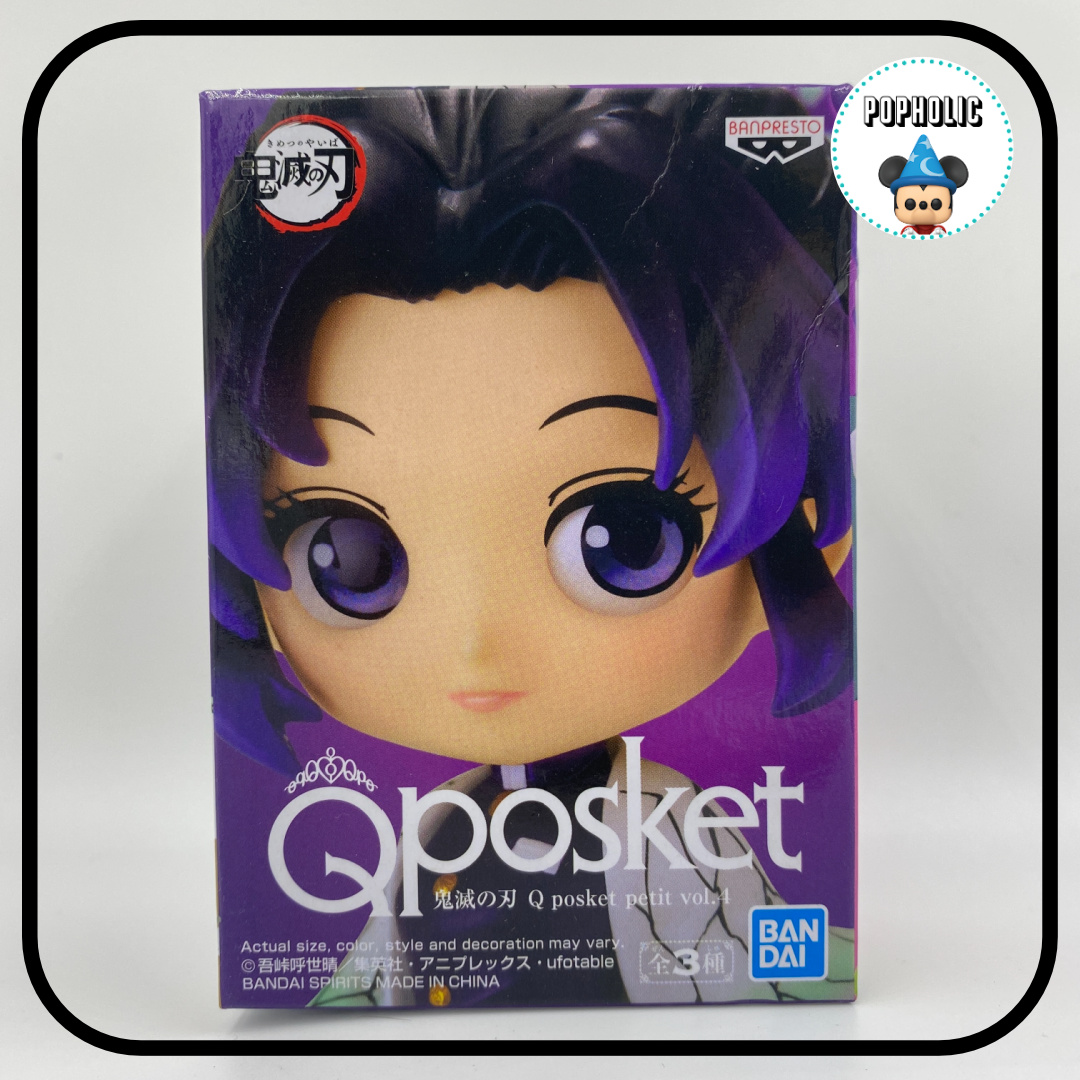 きめつのやいば
鬼滅の刃
BANPRESTO
POPHOLIC
Qposket
鬼滅の刃 Q posket petit vol.4
Actual size, color, style and decoration may vary.
©吾峠呼世晴／集英社・アニプレックス・ufotable
BANDAI SPIRITS MADE IN CHINA
全3種
BAN
DAI